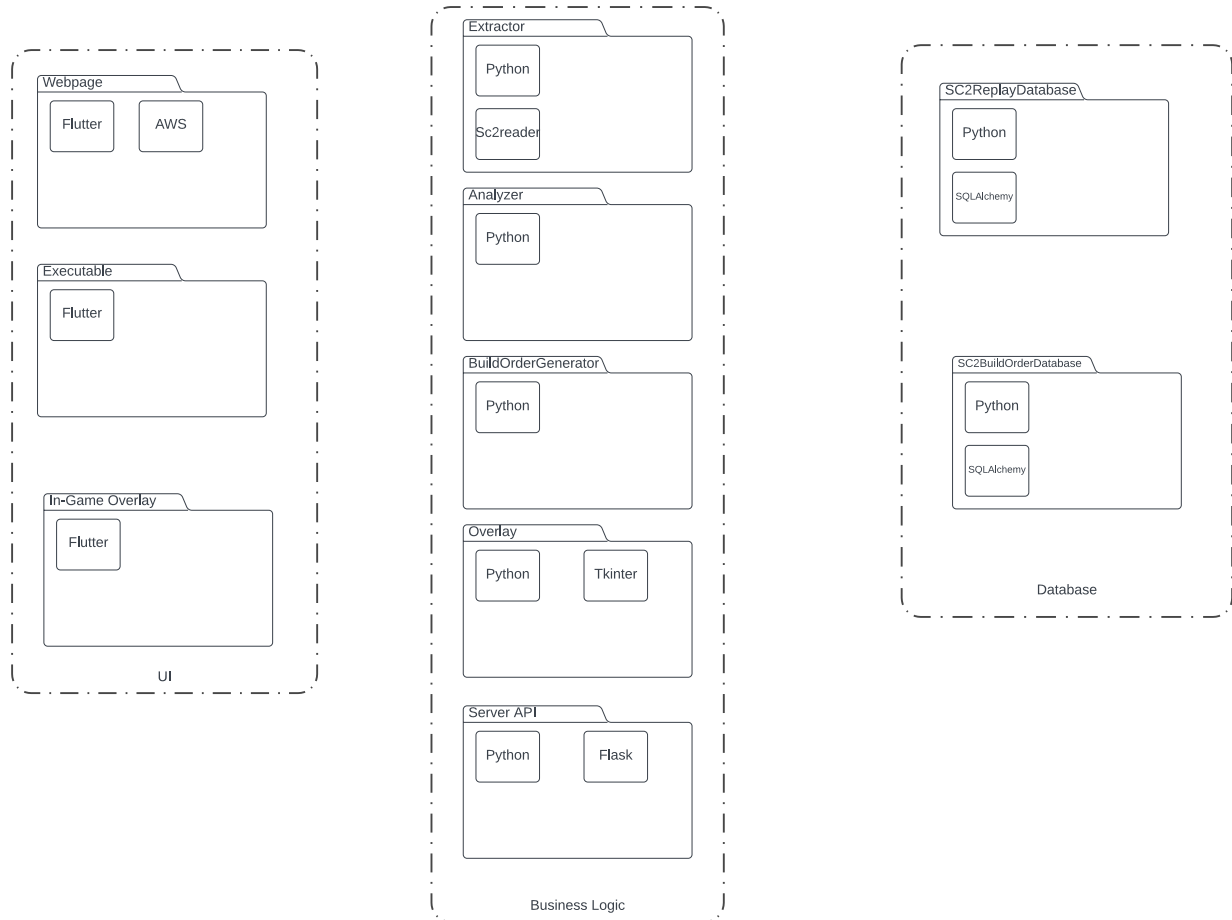 Webpage
Flutter
AWS
Executable
Flutter
In-Game Overlay
Flutter
UI
Extractor
Python
Sc2reader
Analyzer
Python
BuildOrderGenerator
Python
Overlay
Python
Tkinter
Server API
Python
Flask
Business Logic
SC2ReplayDatabase
Python
SQLAlchemy
SC2BuildOrderDatabase
Python
SQLAlchemy
Database